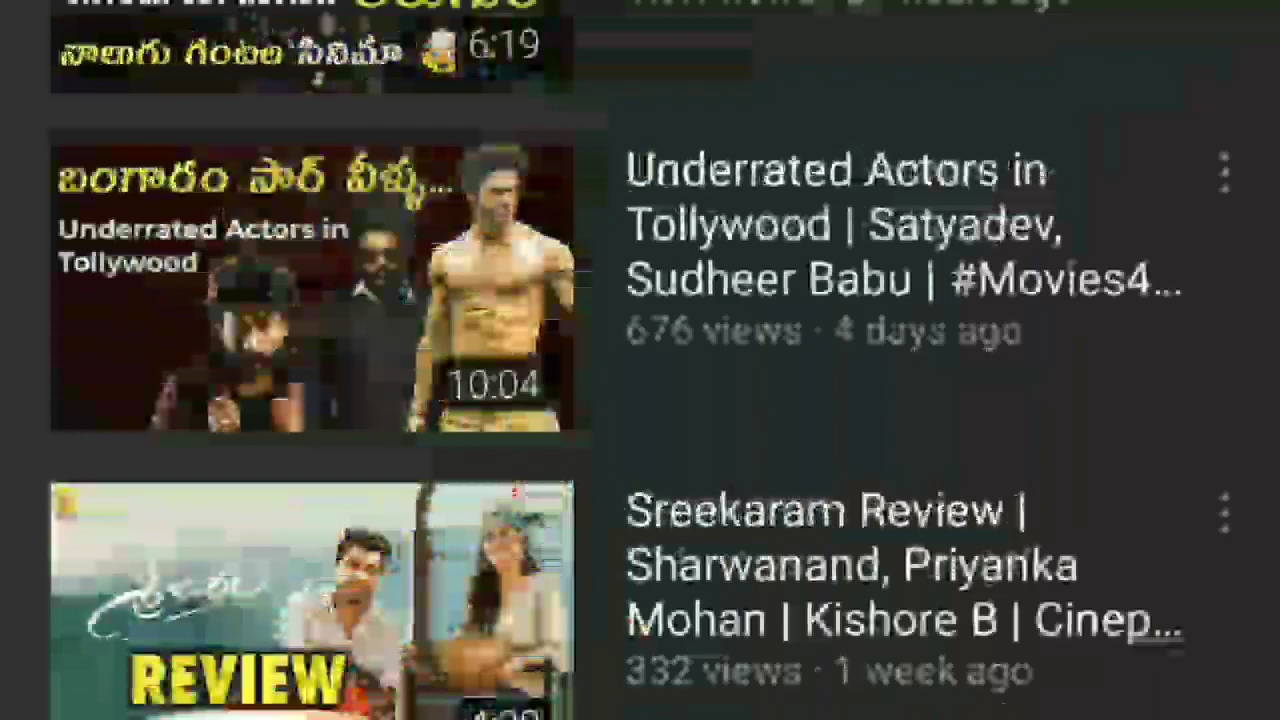 నాలుగు గంటల సినిమా
6:19
బంగారం సార్ వీళ్ళు...
Underrated Actors in
Tollywood
10:04
Underrated Actors in
Tollywood | Satyadev,
Sudheer Babu | #Movies4...
676 views · 4 days ago
REVIEW
Sreekaram Review |
Sharwanand, Priyanka
Mohan | Kishore B | Cinep...
332 views · 1 week ago